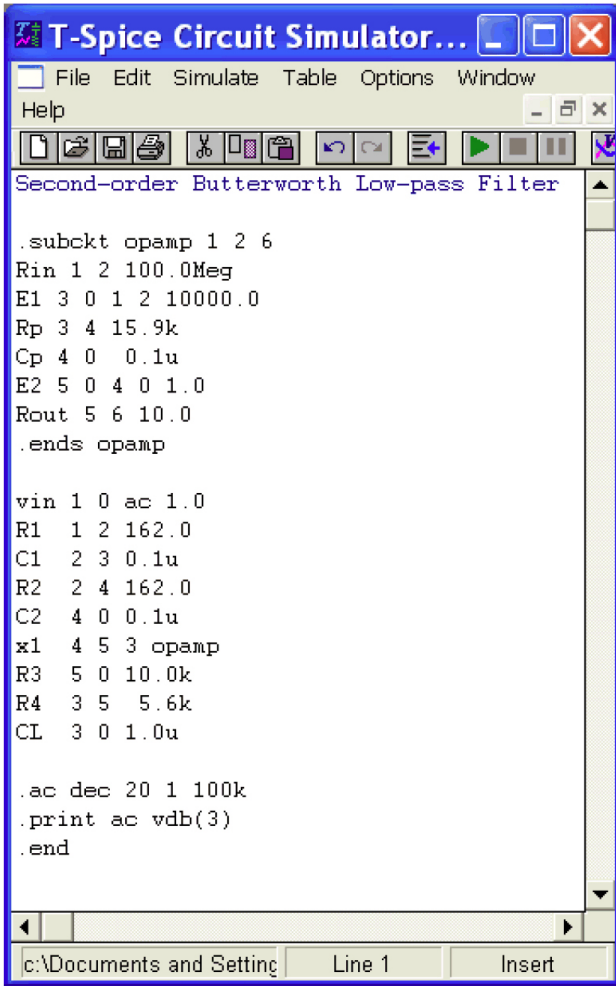 T-Spice Circuit Simulator...
File Edit Simulate Table Options Window
Help
Second-order Butterworth Low-pass Filter
.subckt opamp 1 2 6
Rin 1 2 100.0Meg
E1 3 0 1 2 10000.0
Rp 3 4 15.9k
Cp 4 0 0.1u
E2 5 0 4 0 1.0
Rout 5 6 10.0
.ends opamp
vin 1 0 ac 1.0
R1 1 2 162.0
C1 2 3 0.1u
R2 2 4 162.0
C2 4 0 0.1u
x1 4 5 3 opamp
R3 5 0 10.0k
R4 3 5 5.6k
CL 3 0 1.0u
.ac dec 20 1 100k
.print ac vdb(3)
.end
c:\Documents and Setting Line 1 Insert